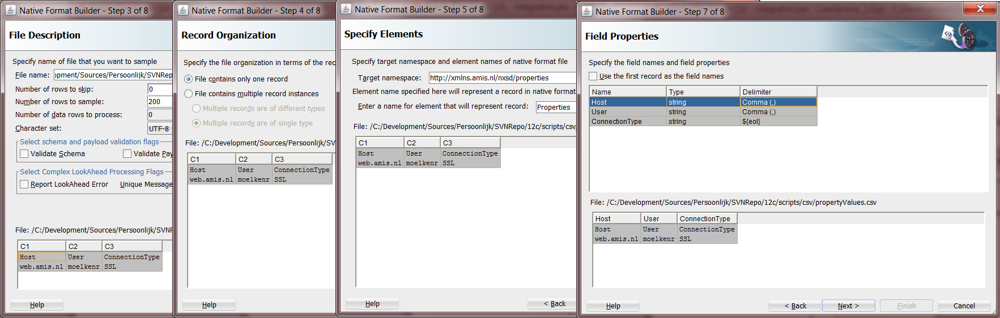 Native Format Builder - Step 3 of 8
File Description
Specify name of file that you want to sample
File name: opment/Sources/Persoonlijk/SVNRep
Number of rows to skip: 0
Number of rows to sample: 200
Number of data rows to process: 0
Character set: UTF-8
Select schema and payload validation flags
Validate Schema Validate Pay
Select Complex LookAhead Processing Flags
Report LookAhead Error Unique Message
File: /C:/Development/Sources/Persoonlijk/SVNR
C1 C2 C3
Host User ConnectionType
web.amis.nl moelkenr SSL
Help
Native Format Builder - Step 4 of 8
Record Organization
Specify the file organization in terms of the rec
File contains only one record
File contains multiple record instances
Multiple records are of different types
Multiple records are of single type
File: /C:/Development/Sources/Persoonlijk/SV
C1 C2 C3
Host User ConnectionType
web.amis.nl moelkenr SSL
Help
Native Format Builder - Step 5 of 8
Specify Elements
Specify target namespace and element names of native format file
Target namespace: http://xmlns.amis.nl/nxsd/properties
Element name specified here will represent a record in native format
Enter a name for element that will represent record: Properties
File: /C:/Development/Sources/Persoonlijk/SVNRepo/12c/scripts/csv/
C1 C2 C3
Host User ConnectionType
web.amis.nl moelkenr SSL
Help < Back
Native Format Builder - Step 7 of 8
Field Properties
Specify the field names and field properties
Use the first record as the field names
Name Type Delimiter
Host string Comma (,)
User string Comma (,)
ConnectionType string ${eol}
File: /C:/Development/Sources/Persoonlijk/SVNRepo/12c/scripts/csv/propertyValues.csv
Host User ConnectionType
Host User ConnectionType
web.amis.nl moelkenr SSL
Help < Back Next > Finish Cancel